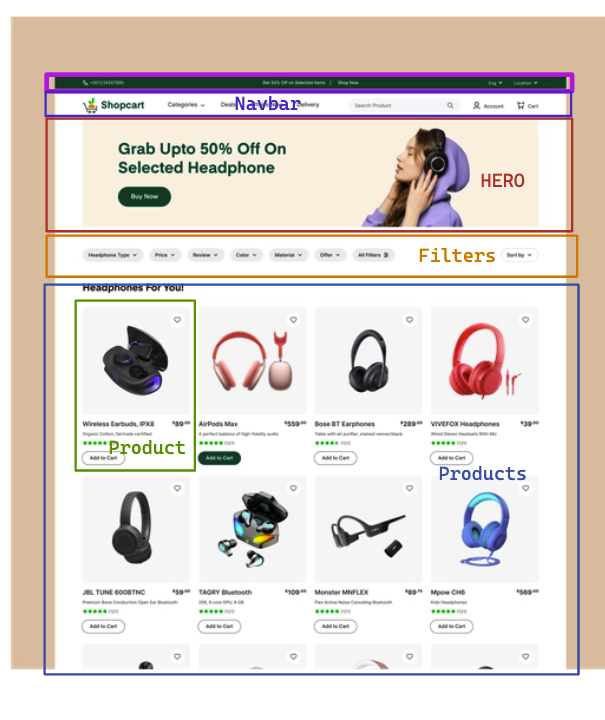 Get 50% Off on Selected Items | Shop Now
Eng
Location
Shopcart
Categories
Delivery
Search Product
Account
Cart
Navbar
Grab Upto 50% Off On
Selected Headphone
Buy Now
HERO
Headphone Type
Price
Review
Color
Material
Offer
All Filters
Filters
Sort by
Headphones For You!
Wireless Earbuds, IPX8 $89.00
Organic Cotton, fairtrade certified
(121)
Add to Cart
Product
AirPods Max $559.00
A perfect balance of high-fidelity audio
(121)
Add to Cart
Bose BT Earphones $289.00
Table with air purifier, stained veneer/black
(121)
Add to Cart
VIVEFOX Headphones $39.00
Wired Stereo Headsets With Mic
(121)
Add to Cart
Products
JBL TUNE 600BTNC $59.00
Premium Bone Conduction Open Ear Bluetooth
(121)
Add to Cart
TAGRY Bluetooth $109.00
256, 8 core GPU, 8 GB
(121)
Add to Cart
Monster MNFLEX $89.75
Flex Active Noise Canceling Bluetooth
(121)
Add to Cart
Mpow CH6 $569.00
Kids Headphones
(121)
Add to Cart